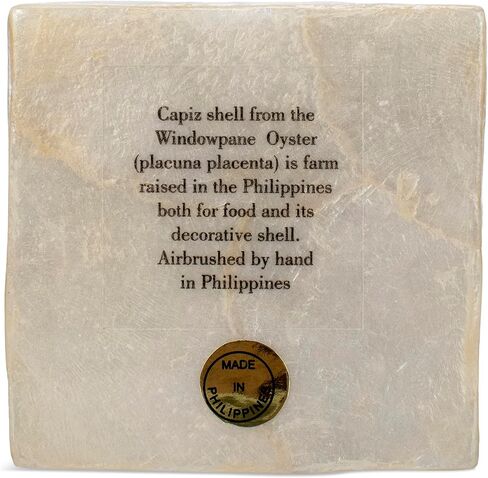 Capiz shell from the
Windowpane Oyster
(placuna placenta) is farm
raised in the Philippines
both for food and its
decorative shell.
Airbrushed by hand
in Philippines
MADE
IN
PHILIPPINES